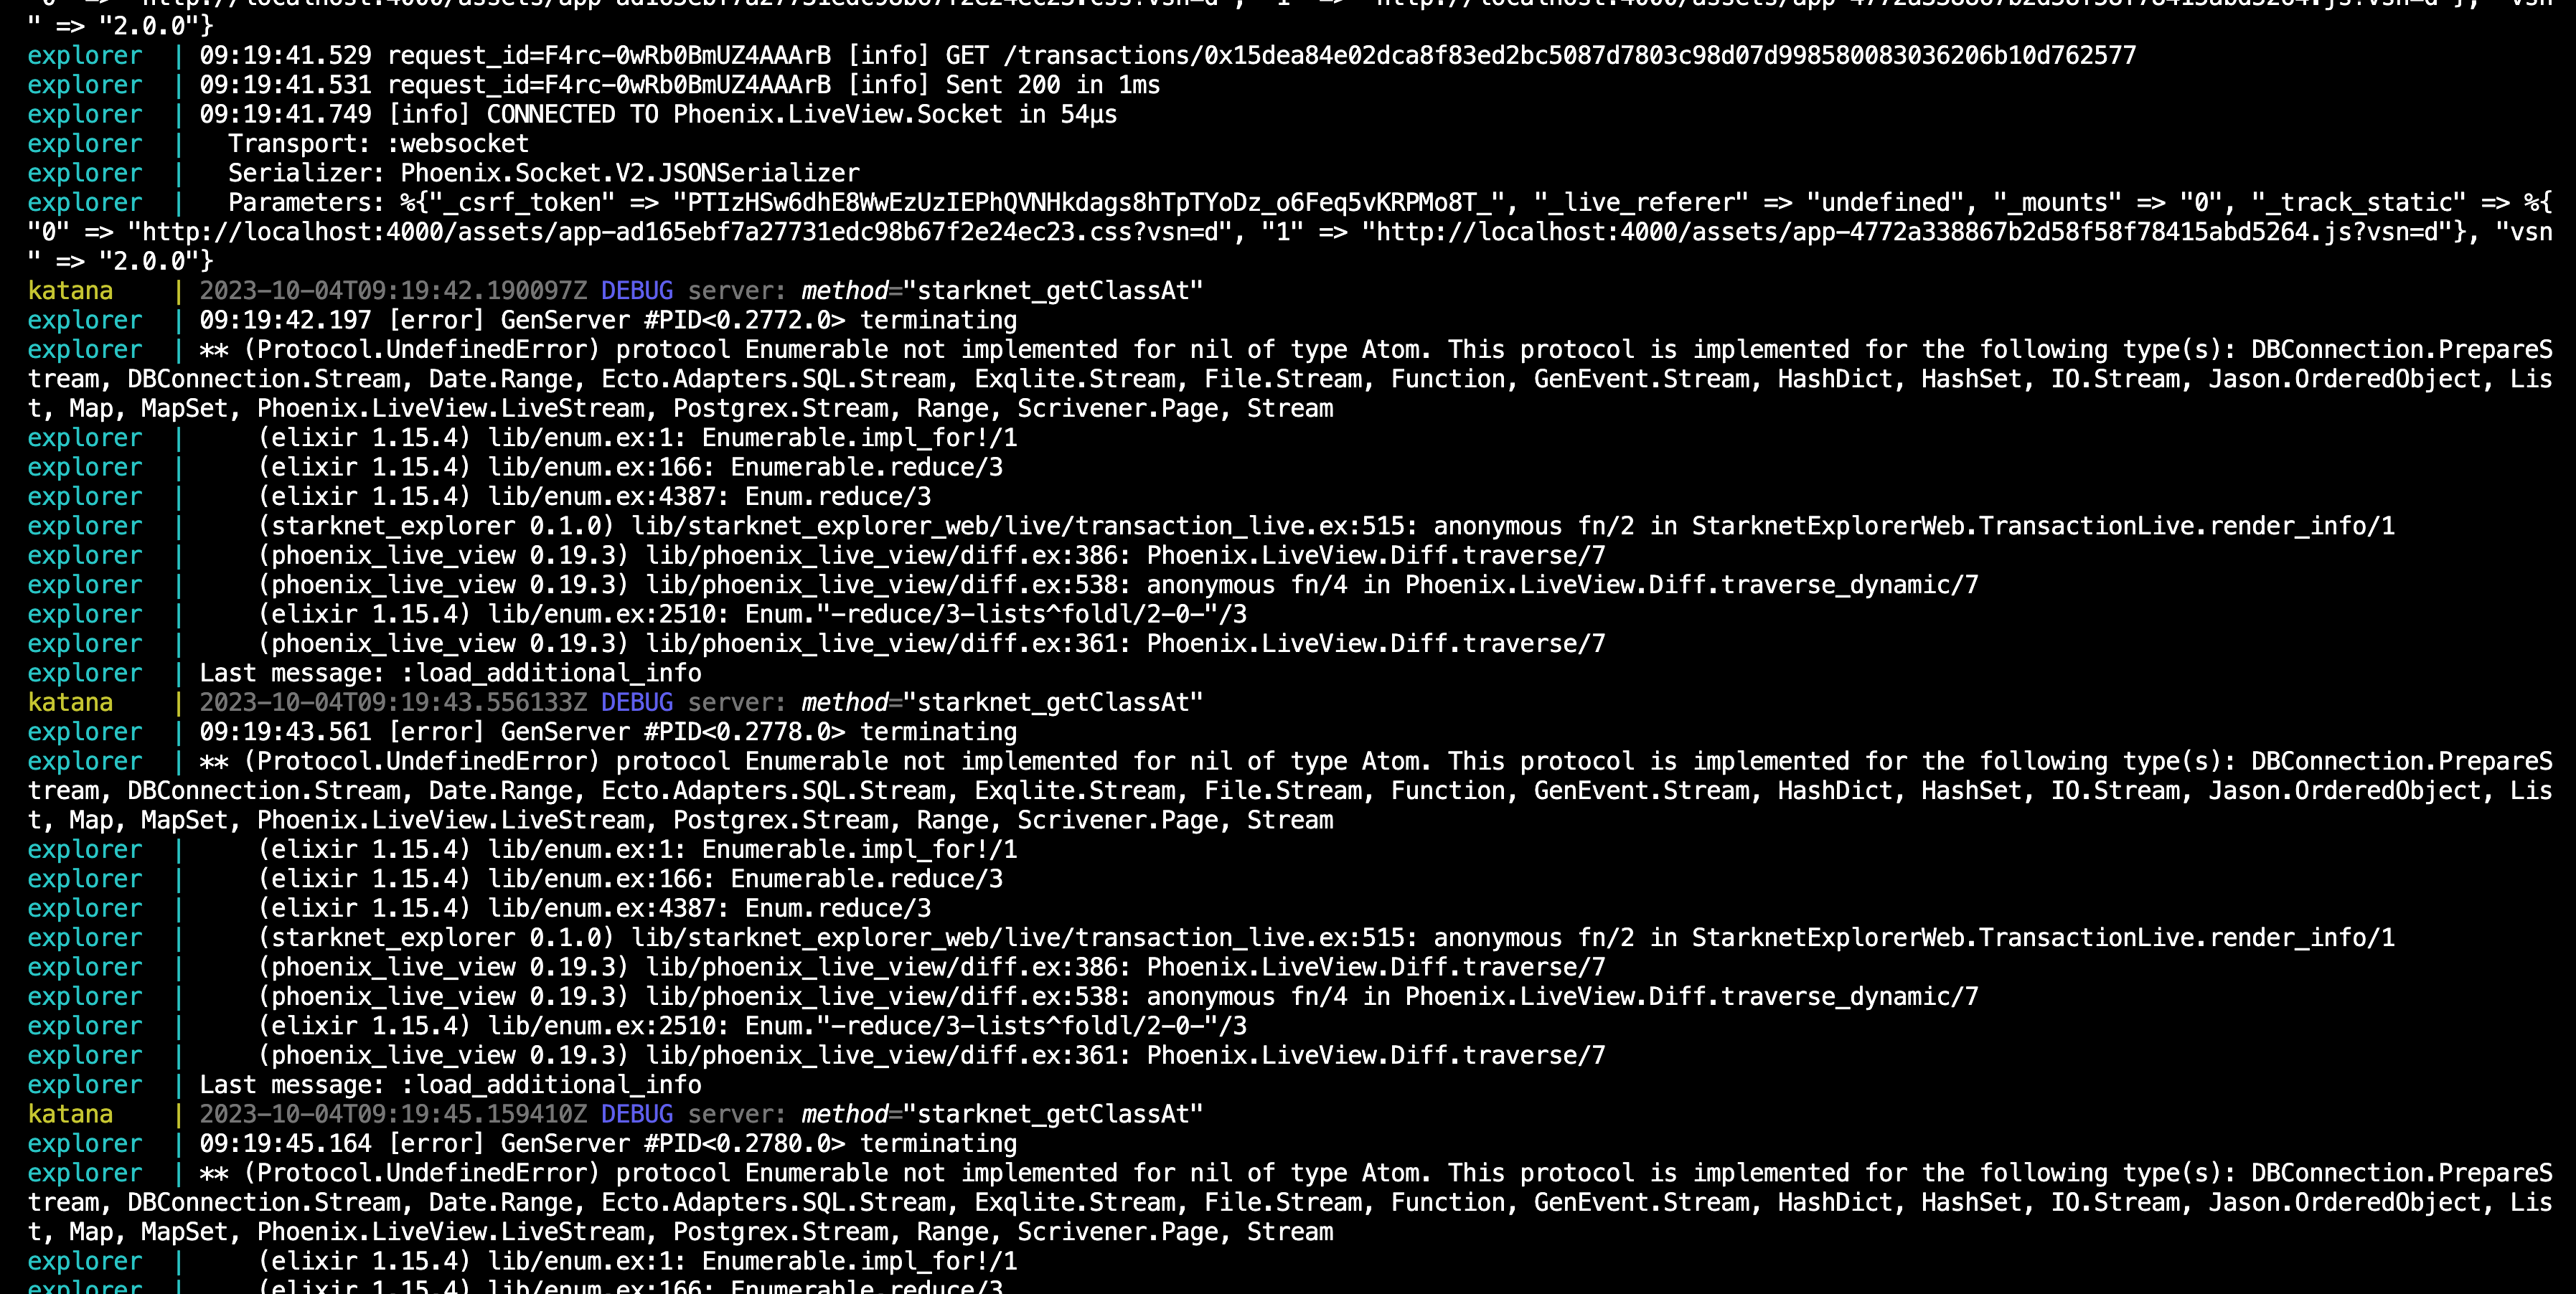 0" => "http://localhost:4000/assets/app-ad165ebf7a27731edc98b67f2e24ec23.css?vsn=d", "1" => "http://localhost:4000/assets/app-4772a338867b2d58f58f78415abd5264.js?vsn=d"}, "vsn
" => "2.0.0"}
explorer | 09:19:41.529 request_id=F4rc-0wRb0BmUZ4AAArB [info] GET /transactions/0x15dea84e02dca8f83ed2bc5087d7803c98d07d998580083036206b10d762577
explorer | 09:19:41.531 request_id=F4rc-0wRb0BmUZ4AAArB [info] Sent 200 in 1ms
explorer | 09:19:41.749 [info] CONNECTED TO Phoenix.LiveView.Socket in 54µs
explorer | Transport: :websocket
explorer | Serializer: Phoenix.Socket.V2.JSONSerializer
explorer | Parameters: %{"_csrf_token" => "PTIzHSw6dhE8WwEzUzIEPhQVNHkdags8hTpTYoDz_o6Feq5vKRPMo8T_", "_live_referer" => "undefined", "_mounts" => "0", "_track_static" => %{
"0" => "http://localhost:4000/assets/app-ad165ebf7a27731edc98b67f2e24ec23.css?vsn=d", "1" => "http://localhost:4000/assets/app-4772a338867b2d58f58f78415abd5264.js?vsn=d"}, "vsn
" => "2.0.0"}
katana | 2023-10-04T09:19:42.190097Z DEBUG server: method="starknet_getClassAt"
explorer | 09:19:42.197 [error] GenServer #PID<0.2772.0> terminating
explorer | ** (Protocol.UndefinedError) protocol Enumerable not implemented for nil of type Atom. This protocol is implemented for the following type(s): DBConnection.PrepareS
tream, DBConnection.Stream, Date.Range, Ecto.Adapters.SQL.Stream, Exqlite.Stream, File.Stream, Function, GenEvent.Stream, HashDict, HashSet, IO.Stream, Jason.OrderedObject, Lis
t, Map, MapSet, Phoenix.LiveView.LiveStream, Postgrex.Stream, Range, Scrivener.Page, Stream
explorer | (elixir 1.15.4) lib/enum.ex:1: Enumerable.impl_for!/1
explorer | (elixir 1.15.4) lib/enum.ex:166: Enumerable.reduce/3
explorer | (elixir 1.15.4) lib/enum.ex:4387: Enum.reduce/3
explorer | (starknet_explorer 0.1.0) lib/starknet_explorer_web/live/transaction_live.ex:515: anonymous fn/2 in StarknetExplorerWeb.TransactionLive.render_info/1
explorer | (phoenix_live_view 0.19.3) lib/phoenix_live_view/diff.ex:386: Phoenix.LiveView.Diff.traverse/7
explorer | (phoenix_live_view 0.19.3) lib/phoenix_live_view/diff.ex:538: anonymous fn/4 in Phoenix.LiveView.Diff.traverse_dynamic/7
explorer | (elixir 1.15.4) lib/enum.ex:2510: Enum."-reduce/3-lists^foldl/2-0-"/3
explorer | (phoenix_live_view 0.19.3) lib/phoenix_live_view/diff.ex:361: Phoenix.LiveView.Diff.traverse/7
explorer | Last message: :load_additional_info
katana | 2023-10-04T09:19:43.556133Z DEBUG server: method="starknet_getClassAt"
explorer | 09:19:43.561 [error] GenServer #PID<0.2778.0> terminating
explorer | ** (Protocol.UndefinedError) protocol Enumerable not implemented for nil of type Atom. This protocol is implemented for the following type(s): DBConnection.PrepareS
tream, DBConnection.Stream, Date.Range, Ecto.Adapters.SQL.Stream, Exqlite.Stream, File.Stream, Function, GenEvent.Stream, HashDict, HashSet, IO.Stream, Jason.OrderedObject, Lis
t, Map, MapSet, Phoenix.LiveView.LiveStream, Postgrex.Stream, Range, Scrivener.Page, Stream
explorer | (elixir 1.15.4) lib/enum.ex:1: Enumerable.impl_for!/1
explorer | (elixir 1.15.4) lib/enum.ex:166: Enumerable.reduce/3
explorer | (elixir 1.15.4) lib/enum.ex:4387: Enum.reduce/3
explorer | (starknet_explorer 0.1.0) lib/starknet_explorer_web/live/transaction_live.ex:515: anonymous fn/2 in StarknetExplorerWeb.TransactionLive.render_info/1
explorer | (phoenix_live_view 0.19.3) lib/phoenix_live_view/diff.ex:386: Phoenix.LiveView.Diff.traverse/7
explorer | (phoenix_live_view 0.19.3) lib/phoenix_live_view/diff.ex:538: anonymous fn/4 in Phoenix.LiveView.Diff.traverse_dynamic/7
explorer | (elixir 1.15.4) lib/enum.ex:2510: Enum."-reduce/3-lists^foldl/2-0-"/3
explorer | (phoenix_live_view 0.19.3) lib/phoenix_live_view/diff.ex:361: Phoenix.LiveView.Diff.traverse/7
explorer | Last message: :load_additional_info
katana | 2023-10-04T09:19:45.159410Z DEBUG server: method="starknet_getClassAt"
explorer | 09:19:45.164 [error] GenServer #PID<0.2780.0> terminating
explorer | ** (Protocol.UndefinedError) protocol Enumerable not implemented for nil of type Atom. This protocol is implemented for the following type(s): DBConnection.PrepareS
tream, DBConnection.Stream, Date.Range, Ecto.Adapters.SQL.Stream, Exqlite.Stream, File.Stream, Function, GenEvent.Stream, HashDict, HashSet, IO.Stream, Jason.OrderedObject, Lis
t, Map, MapSet, Phoenix.LiveView.LiveStream, Postgrex.Stream, Range, Scrivener.Page, Stream
explorer | (elixir 1.15.4) lib/enum.ex:1: Enumerable.impl_for!/1
explorer | (elixir 1.15.4) lib/enum.ex:166: Enumerable.reduce/3